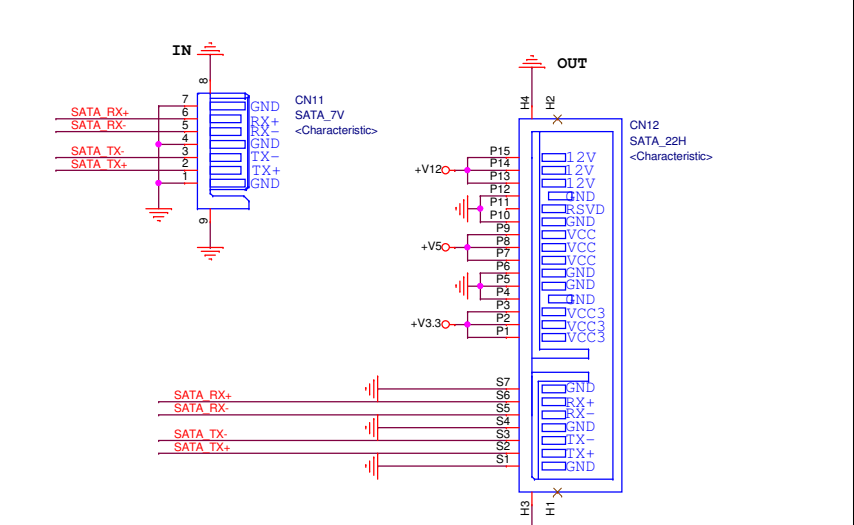 IN
8
CN11
SATA_7V
<Characteristic>
7 GND
SATA_RX+ 6 RX+
SATA_RX- 5 RX-
4 GND
SATA_TX- 3 TX-
SATA_TX+ 2 TX+
1 GND
9
OUT
H4 H2
CN12
SATA_22H
<Characteristic>
P15 12V
+V12 P14 12V
P13 12V
P12 GND
P11 RSVD
P10 GND
P9 VCC
+V5 P8 VCC
P7 VCC
P6 GND
P5 GND
P4 GND
P3 VCC3
+V3.3 P2 VCC3
P1 VCC3
S7 GND
SATA_RX+ S6 RX+
SATA_RX- S5 RX-
S4 GND
SATA_TX- S3 TX-
SATA_TX+ S2 TX+
S1 GND
H3 H1